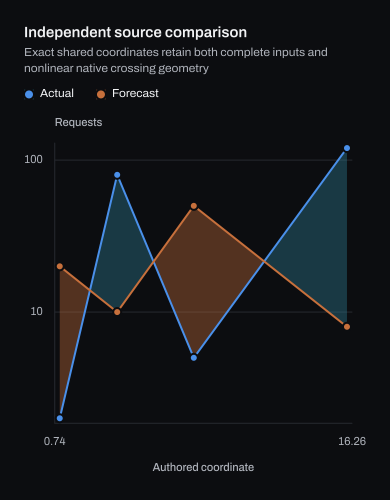 Independent source comparison
Exact shared coordinates retain both complete inputs and
nonlinear native crossing geometry
Actual
Forecast
Requests
100
10
0.74
16.26
Authored coordinate